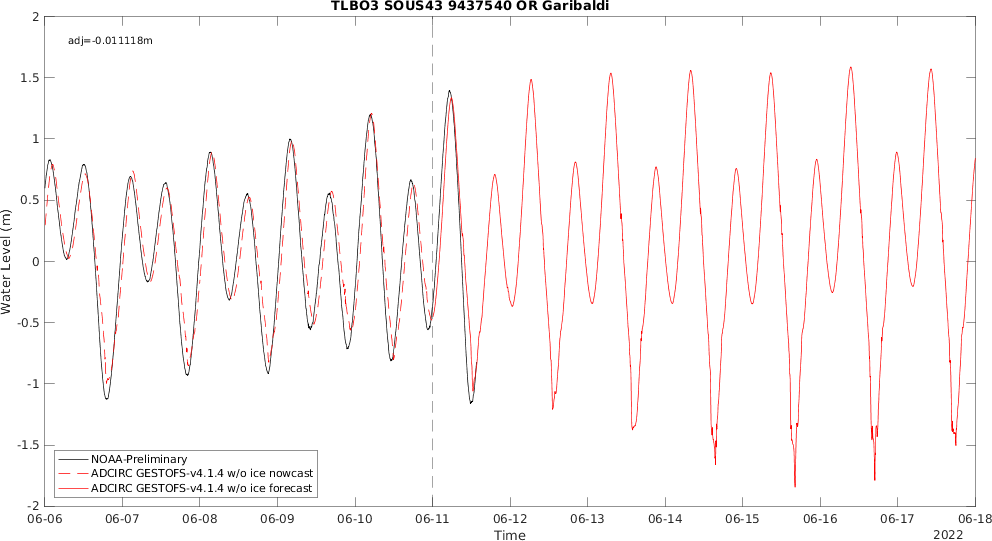 TLBO3 SOUS43 9437540 OR Garibaldi
adj=-0.011118m
2
1.5
1
0.5
0
-0.5
-1
-1.5
-2
Water Level (m)
NOAA-Preliminary
ADCIRC GESTOFS-v4.1.4 w/o ice nowcast
ADCIRC GESTOFS-v4.1.4 w/o ice forecast
06-06 06-07 06-08 06-09 06-10 06-11 06-12 06-13 06-14 06-15 06-16 06-17 06-18
Time
2022